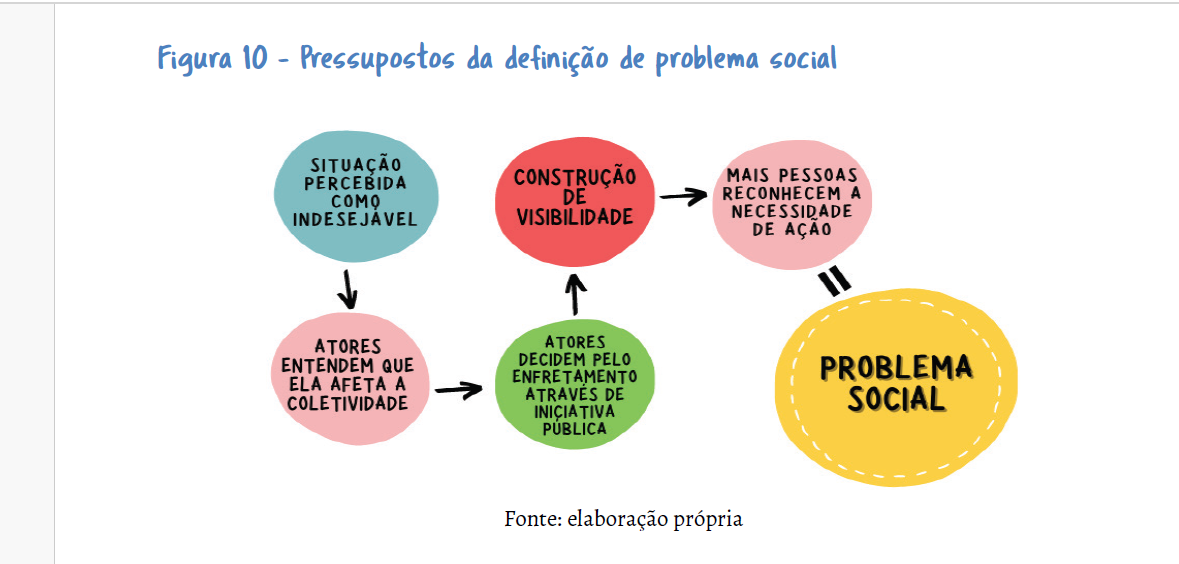 Figura 10 - Pressupostos da definição de problema social
SITUAÇÃO
PERCEBIDA
COMO
INDESEJÁVEL
ATORES
ENTENDEM QUE
ELA AFETA A
COLETIVIDADE
ATORES
DECIDEM PELO
ENFRETAMENTO
ATRAVÉS DE
INICIATIVA
PÚBLICA
CONSTRUÇÃO
DE
VISIBILIDADE
MAIS PESSOAS
RECONHECEM A
NECESSIDADE
DE AÇÃO
PROBLEMA
SOCIAL
Fonte: elaboração própria